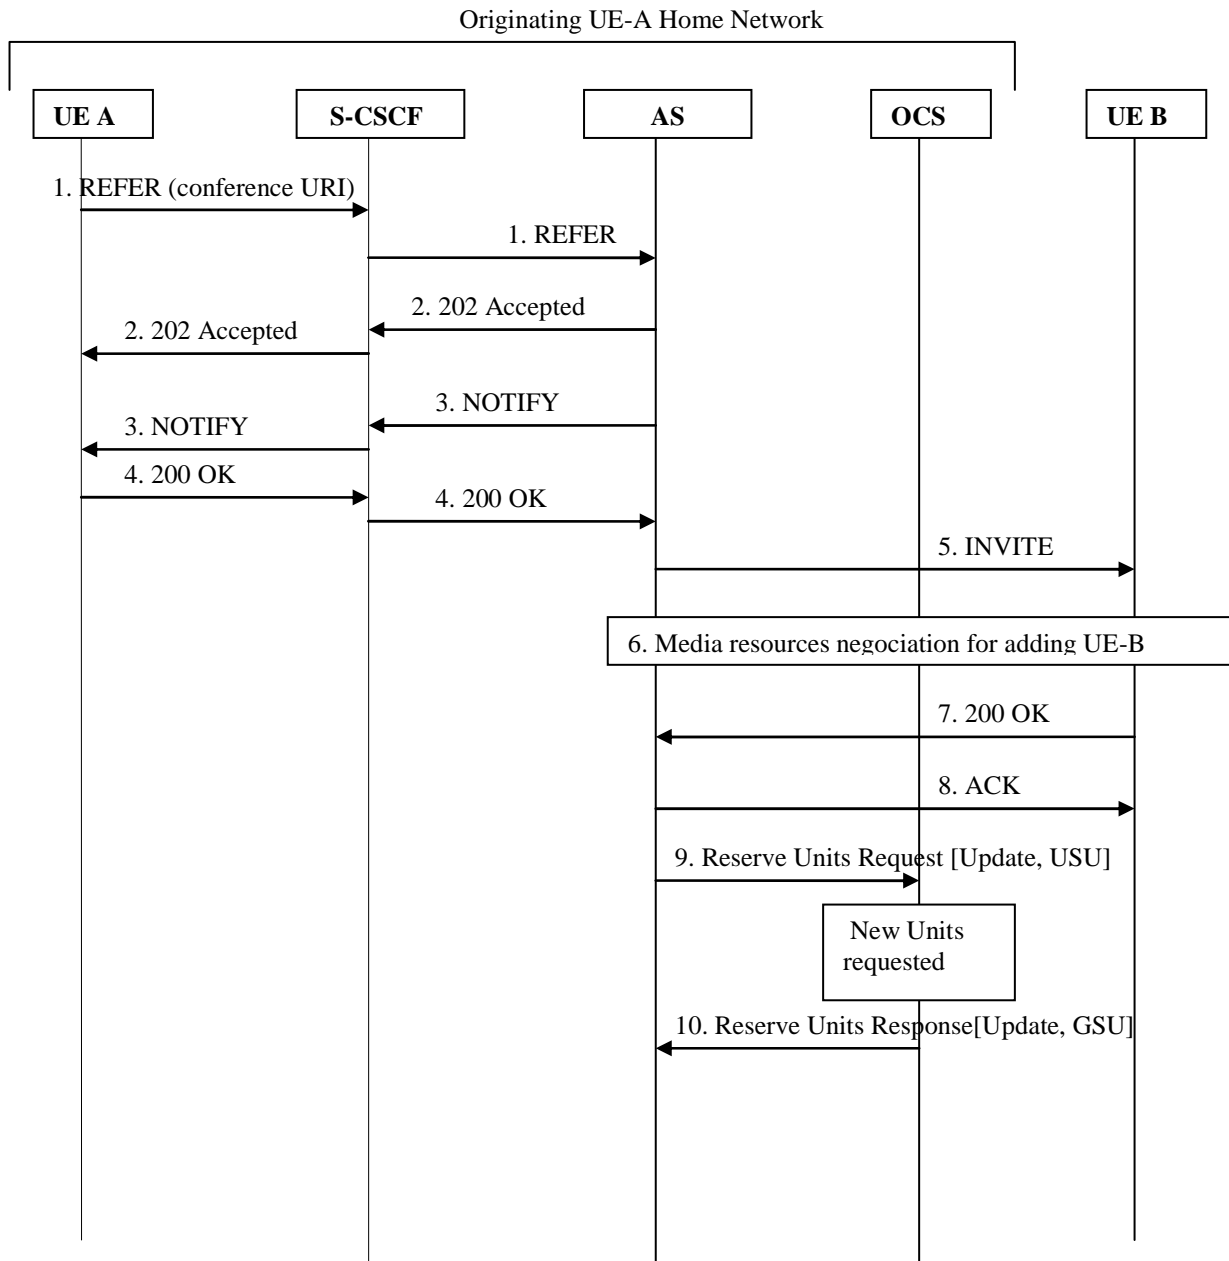 Originating UE-A Home Network
UE A
S-CSCF
AS
OCS
UE B
1. REFER (conference URI)
1. REFER
2. 202 Accepted
2. 202 Accepted
3. NOTIFY
3. NOTIFY
4. 200 OK
4. 200 OK
5. INVITE
6. Media resources negociation for adding UE-B
7. 200 OK
8. ACK
9. Reserve Units Request [Update, USU]
New Units
requested
10. Reserve Units Response[Update, GSU]